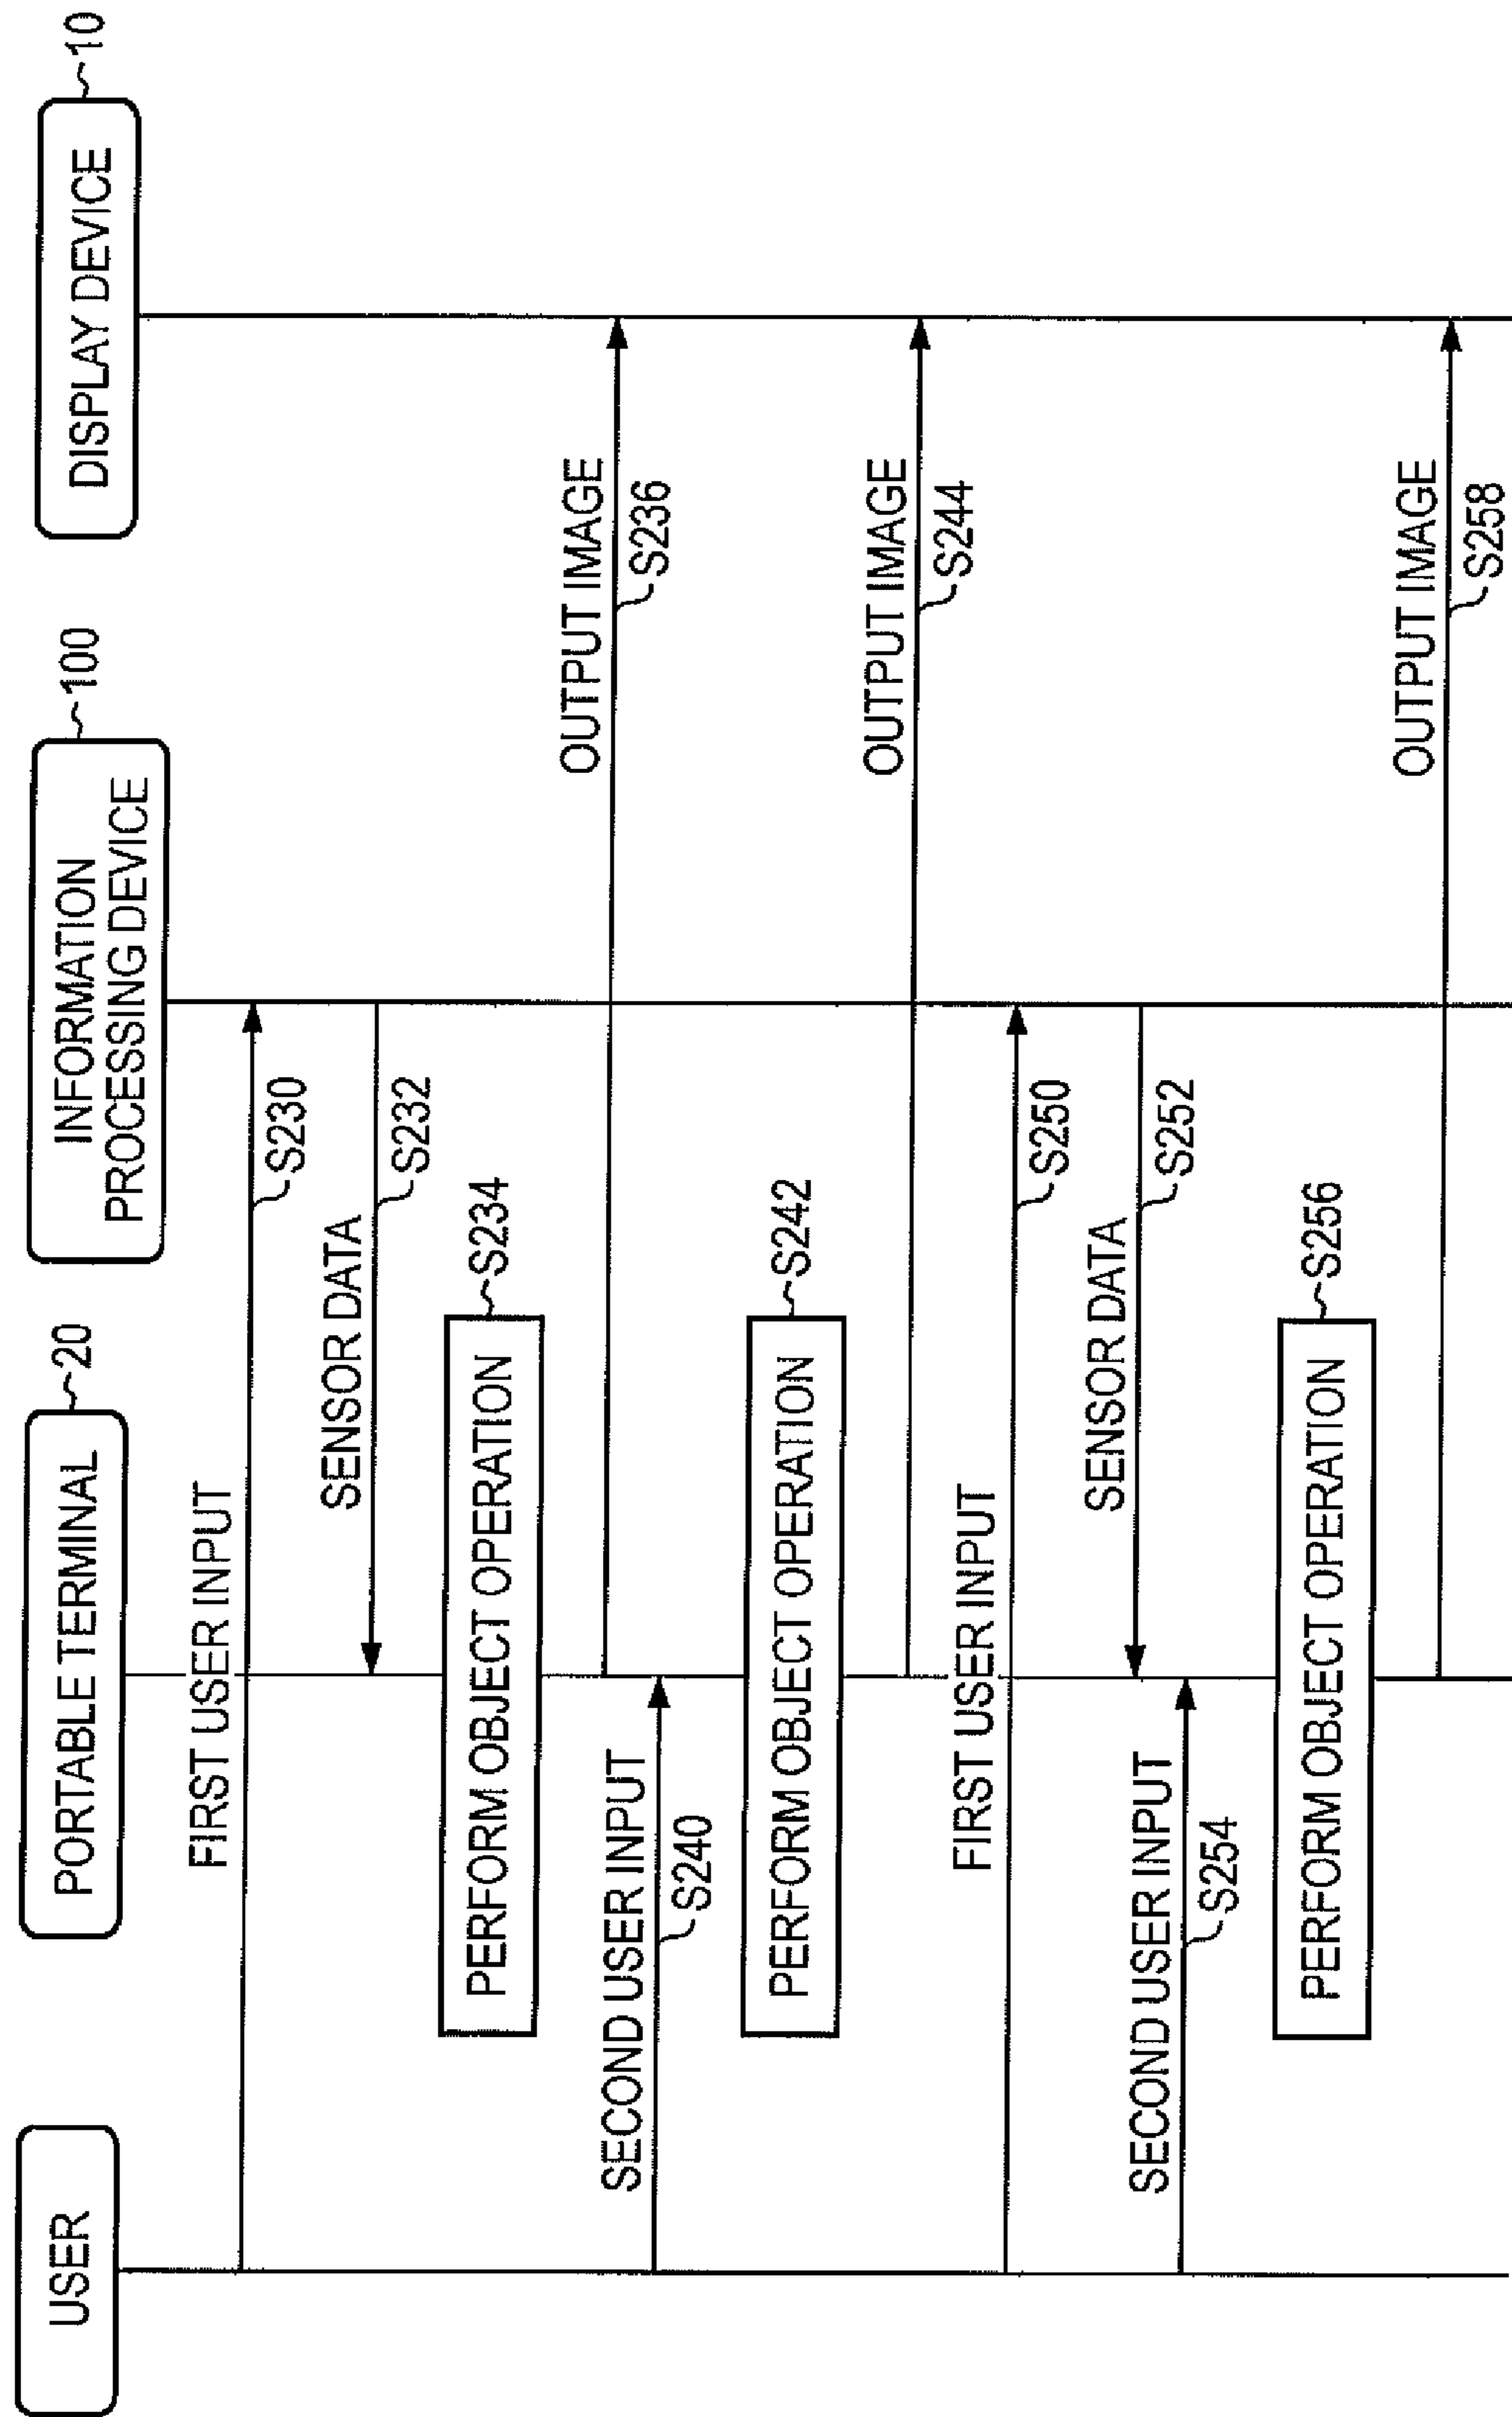 USER
PORTABLE TERMINAL
20
INFORMATION
PROCESSING DEVICE
100
DISPLAY DEVICE
10
FIRST USER INPUT
S230
SENSOR DATA
S232
PERFORM OBJECT OPERATION
S234
OUTPUT IMAGE
S236
SECOND USER INPUT
S240
PERFORM OBJECT OPERATION
S242
OUTPUT IMAGE
S244
FIRST USER INPUT
S250
SENSOR DATA
S252
SECOND USER INPUT
S254
PERFORM OBJECT OPERATION
S256
OUTPUT IMAGE
S258